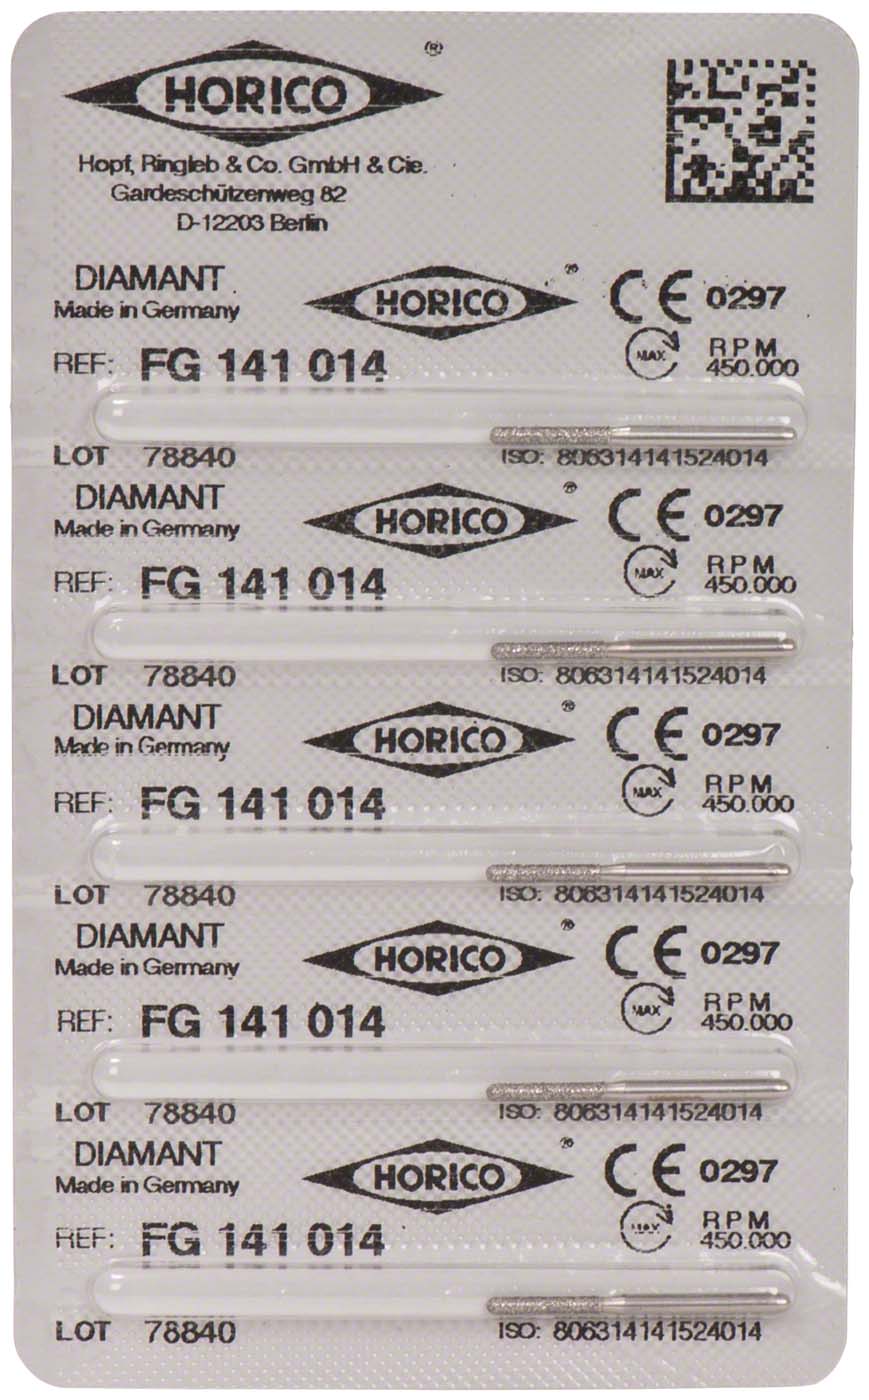 HORICO ®
Hopf, Ringleb & Co. GmbH & Cie.
Gardeschützenweg 82
D-12203 Berlin
DIAMANT HORICO ® CE 0297
Made in Germany
REF: FG 141 014 MAX RPM 450.000
LOT 78840 ISO: 806314141524014
DIAMANT HORICO ® CE 0297
Made in Germany
REF: FG 141 014 MAX RPM 450.000
LOT 78840 ISO: 806314141524014
DIAMANT HORICO ® CE 0297
Made in Germany
REF: FG 141 014 MAX RPM 450.000
LOT 78840 ISO: 806314141524014
DIAMANT HORICO ® CE 0297
Made in Germany
REF: FG 141 014 MAX RPM 450.000
LOT 78840 ISO: 806314141524014
DIAMANT HORICO ® CE 0297
Made in Germany
REF: FG 141 014 MAX RPM 450.000
LOT 78840 ISO: 806314141524014